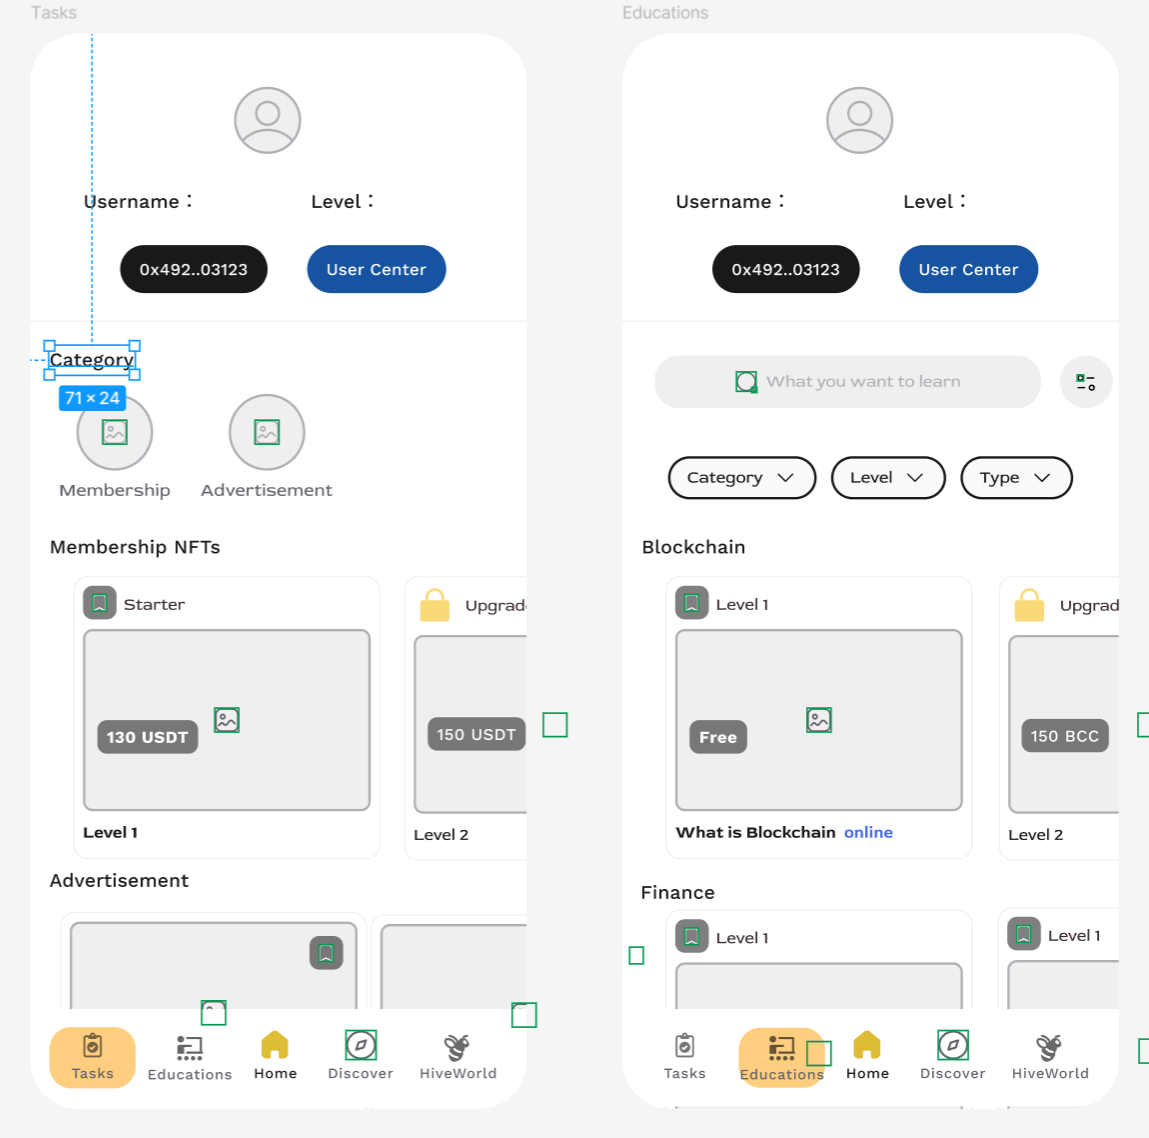 Tasks
Username：
Level：
0x492..03123
User Center
Category
71 × 24
Membership
Advertisement
Membership NFTs
Starter
Upgrad
130 USDT
150 USDT
Level 1
Level 2
Advertisement
Tasks
Educations
Home
Discover
HiveWorld
Educations
Username：
Level：
0x492..03123
User Center
What you want to learn
Category
Level
Type
Blockchain
Level 1
Upgrad
Free
150 BCC
What is Blockchain online
Level 2
Finance
Level 1
Level 1
Tasks
Educations
Home
Discover
HiveWorld